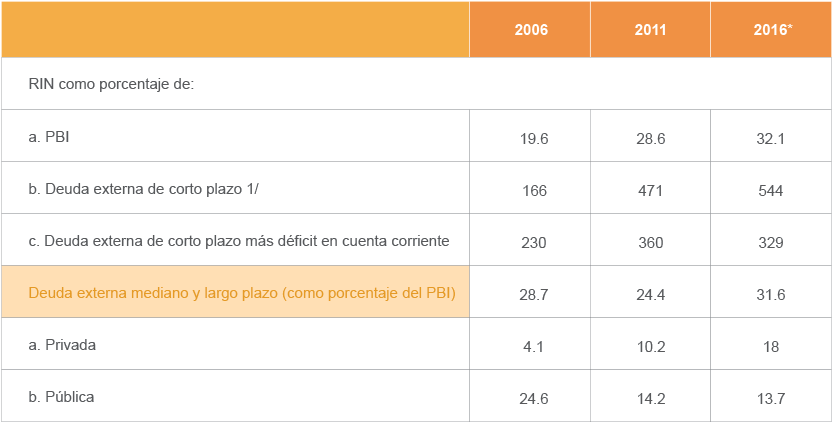 2006 2011 2016*
RIN como porcentaje de:
a. PBI 19.6 28.6 32.1
b. Deuda externa de corto plazo 1/ 166 471 544
c. Deuda externa de corto plazo más déficit en cuenta corriente 230 360 329
Deuda externa mediano y largo plazo (como porcentaje del PBI) 28.7 24.4 31.6
a. Privada 4.1 10.2 18
b. Pública 24.6 14.2 13.7